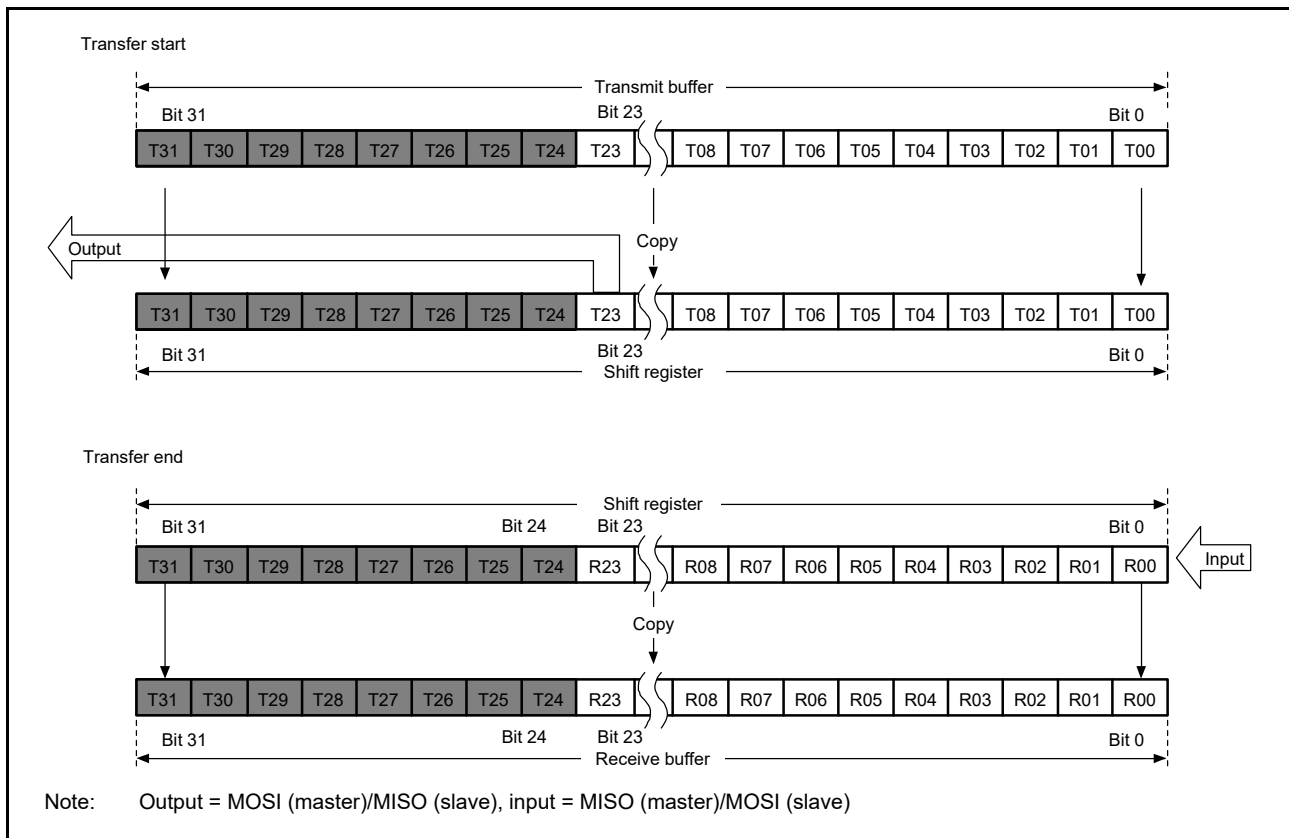 Transfer start
Transmit buffer
Bit 31 Bit 23 Bit 0
T31 T30 T29 T28 T27 T26 T25 T24 T23 T08 T07 T06 T05 T04 T03 T02 T01 T00
Output
Copy
T31 T30 T29 T28 T27 T26 T25 T24 T23 T08 T07 T06 T05 T04 T03 T02 T01 T00
Bit 31 Bit 23 Bit 0
Shift register
Transfer end
Shift register
Bit 31 Bit 24 Bit 23 Bit 0
T31 T30 T29 T28 T27 T26 T25 T24 R23 R08 R07 R06 R05 R04 R03 R02 R01 R00
Input
Copy
T31 T30 T29 T28 T27 T26 T25 T24 R23 R08 R07 R06 R05 R04 R03 R02 R01 R00
Bit 31 Bit 24 Bit 23 Bit 0
Receive buffer
Note: Output = MOSI (master)/MISO (slave), input = MISO (master)/MOSI (slave)